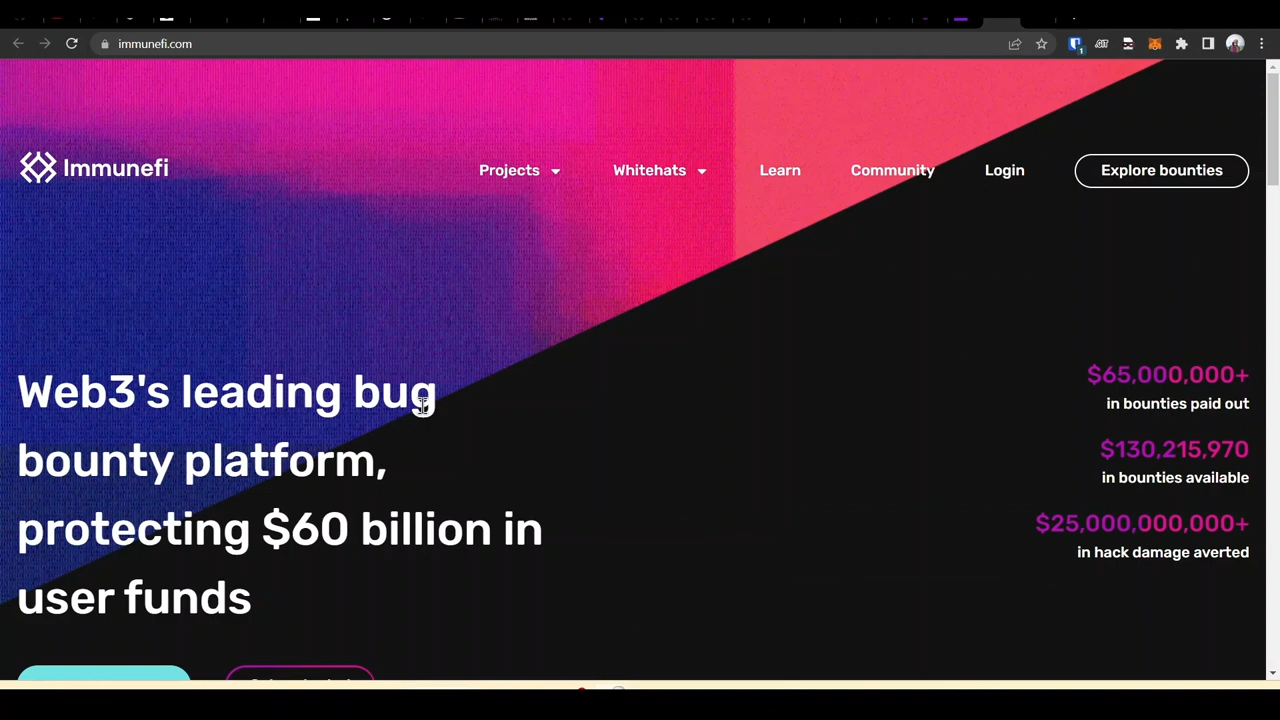 immunefi.com
1
Immunefi
Projects
Whitehats
Learn
Community
Login
Explore bounties
Web3's leading bug
bounty platform,
protecting $60 billion in
user funds
$65,000,000+
in bounties paid out
$130,215,970
in bounties available
$25,000,000,000+
in hack damage averted